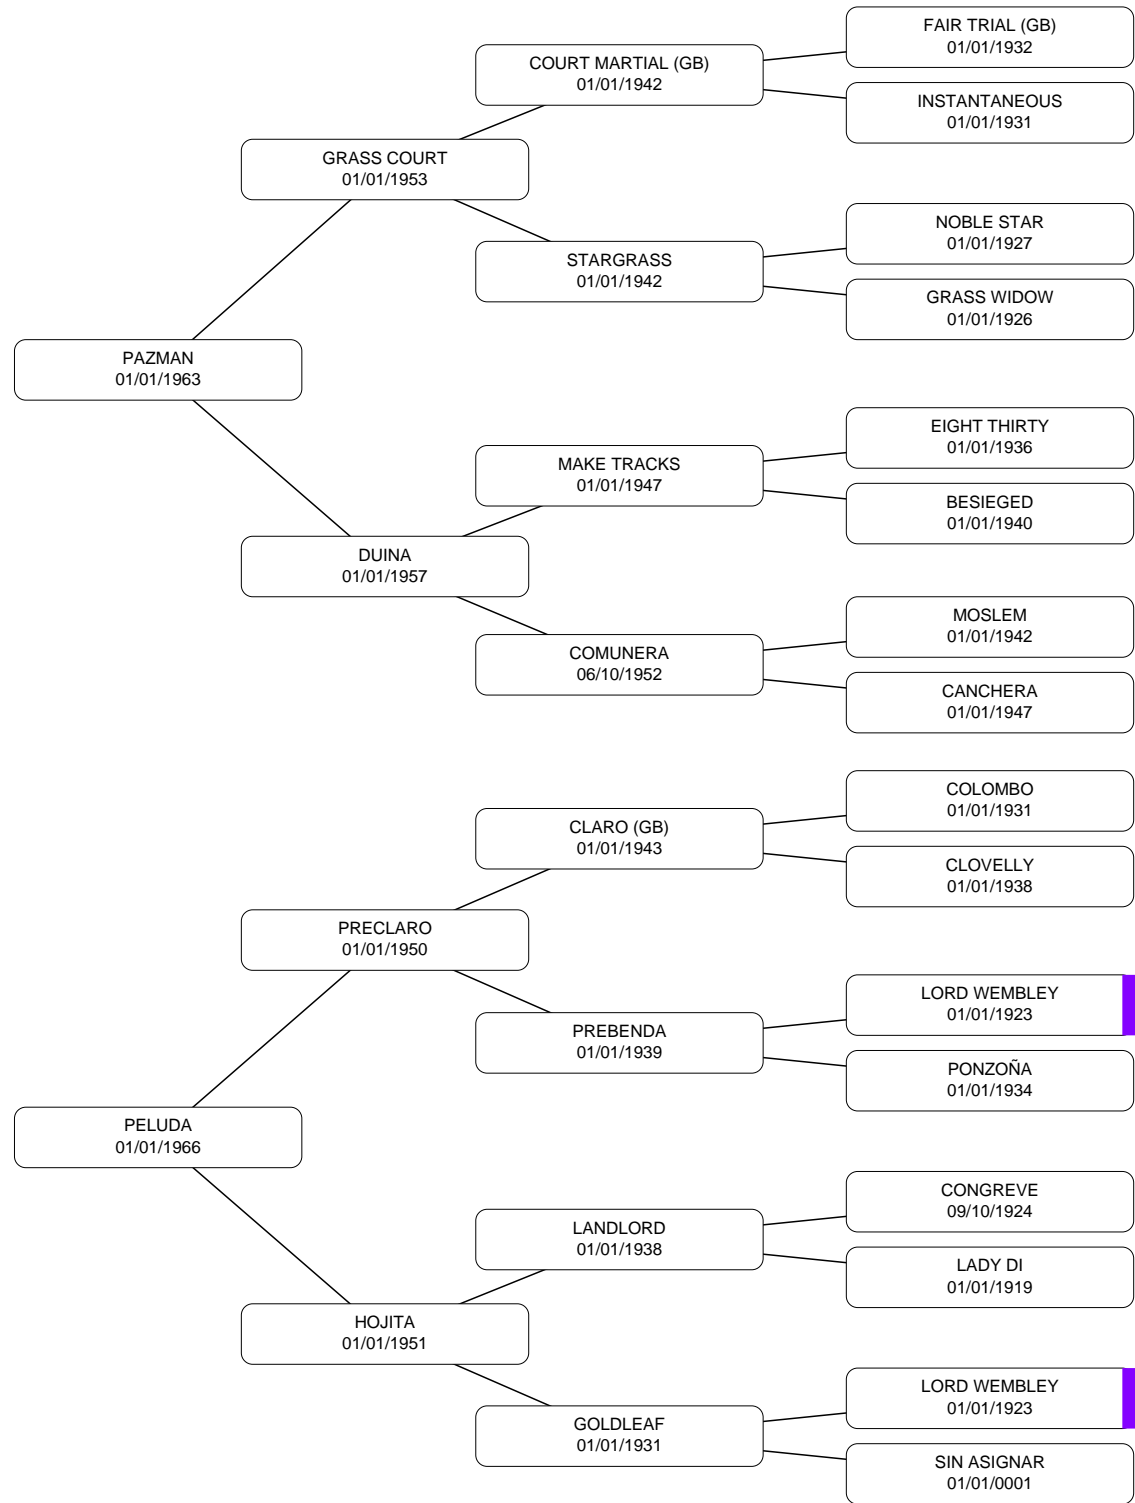 FAIR TRIAL (GB)
01/01/1932
COURT MARTIAL (GB)
01/01/1942
INSTANTANEOUS
01/01/1931
GRASS COURT
01/01/1953
NOBLE STAR
01/01/1927
STARGRASS
01/01/1942
GRASS WIDOW
01/01/1926
PAZMAN
01/01/1963
EIGHT THIRTY
01/01/1936
MAKE TRACKS
01/01/1947
BESIEGED
01/01/1940
DUINA
01/01/1957
MOSLEM
01/01/1942
COMUNERA
06/10/1952
CANCHERA
01/01/1947
COLOMBO
01/01/1931
CLARO (GB)
01/01/1943
CLOVELLY
01/01/1938
PRECLARO
01/01/1950
LORD WEMBLEY
01/01/1923
PREBENDA
01/01/1939
PONZOÑA
01/01/1934
PELUDA
01/01/1966
CONGREVE
09/10/1924
LANDLORD
01/01/1938
LADY DI
01/01/1919
HOJITA
01/01/1951
LORD WEMBLEY
01/01/1923
GOLDLEAF
01/01/1931
SIN ASIGNAR
01/01/0001